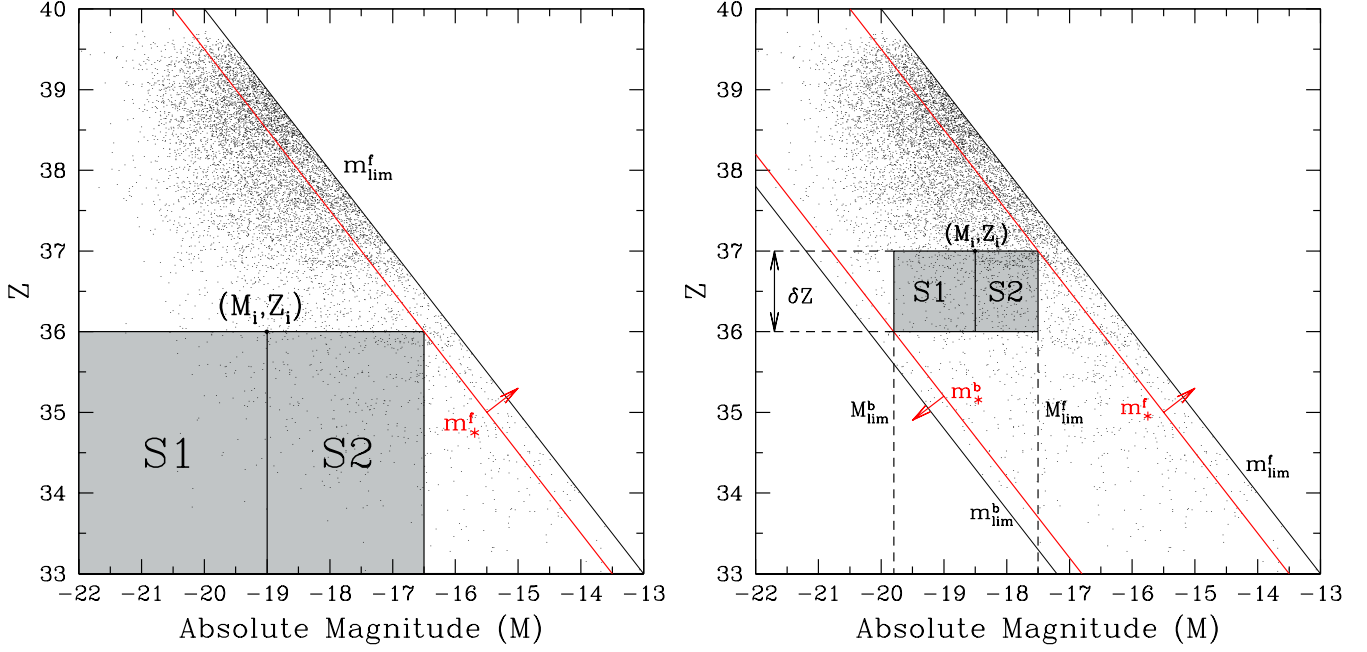 40
39
38
37
36
35
34
33
Z
-22 -21 -20 -19 -18 -17 -16 -15 -14 -13
Absolute Magnitude (M)
m^f_lim
(M_i,Z_i)
S1
S2
m^f_*
40
39
38
37
36
35
34
33
Z
-22 -21 -20 -19 -18 -17 -16 -15 -14 -13
Absolute Magnitude (M)
(M_i,Z_i)
S1
S2
δZ
M^b_lim
m^b_*
M^f_lim
m^f_*
m^f_lim
m^b_lim